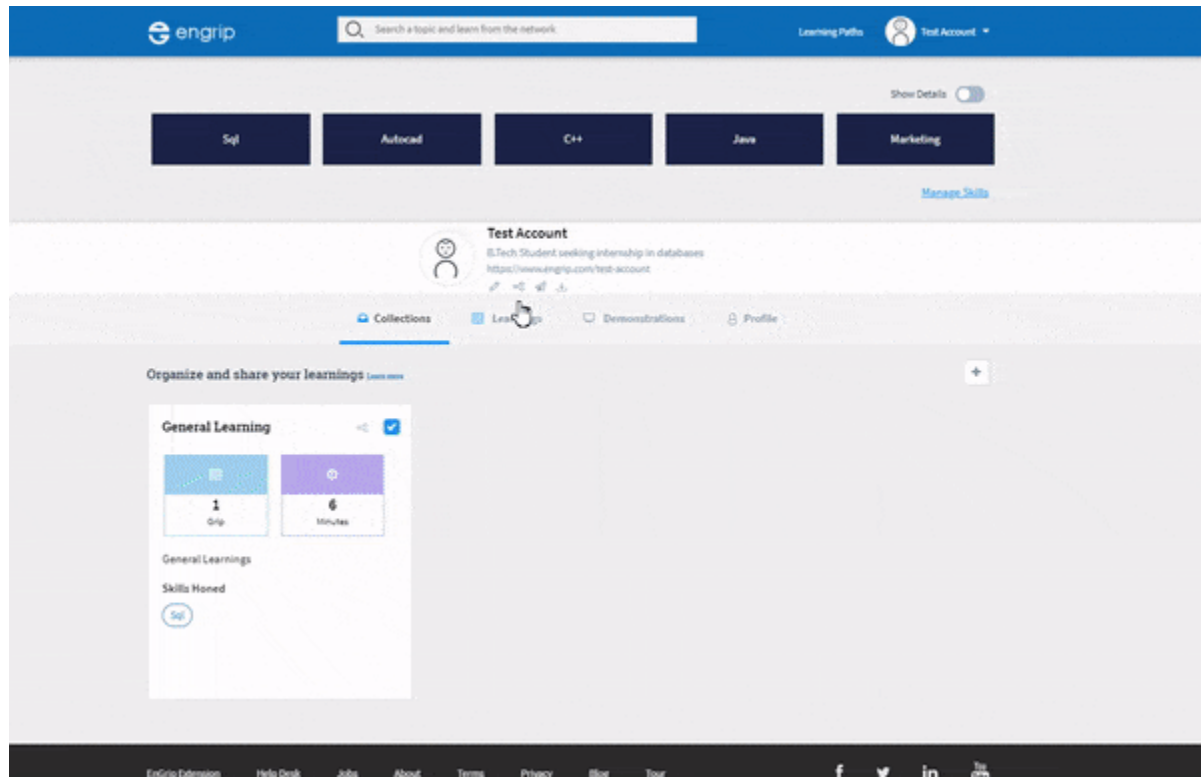 engrip
Search a topic and learn from the network
Learning Paths
Test Account
Show Details
Sql
Autocad
C++
Java
Marketing
Manage Skills
Test Account
B.Tech Student seeking internship in databases
https://www.engrip.com/test-account
Collections
Demonstrations
Profile
Organize and share your learnings Learn more
General Learning
1
Grip
6
Minutes
General Learnings
Skills Honed
Sql
EnGrip Extension Help Desk Jobs About Terms Privacy Blog Tour